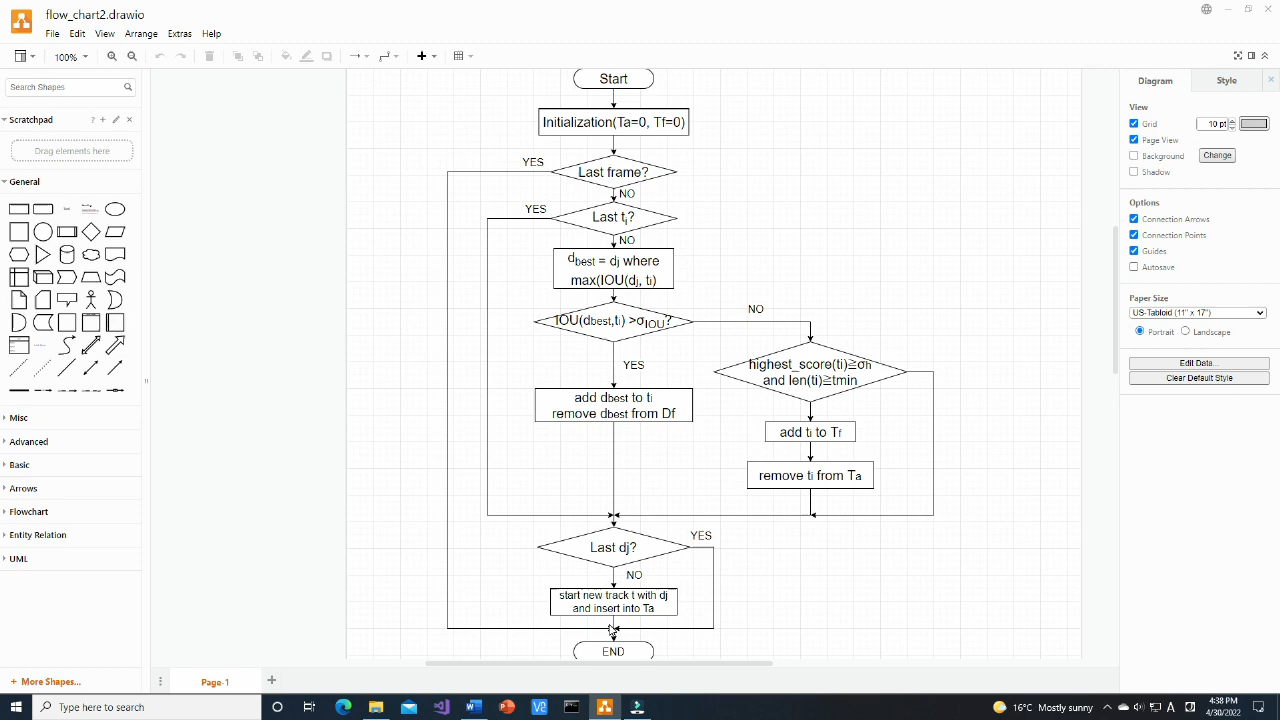 flow_chart2.drawio
File Edit View Arrange Extras Help
100%
Search Shapes
Scratchpad
Drag elements here
General
Misc
Advanced
Basic
Arrows
Flowchart
Entity Relation
UML
+ More Shapes...
Start
Initialization(Ta=0, Tf=0)
YES
Last frame?
NO
YES
Last ti?
NO
dbest = dj where
max(IOU(dj, ti)
IOU(dbest,ti) >σIOU?
NO
YES
highest_score(ti)≧σh
and len(ti)≧tmin
add dbest to ti
remove dbest from Df
add ti to Tf
remove ti from Ta
Last dj?
YES
NO
start new track t with dj
and insert into Ta
END
Page-1
Diagram Style
View
Grid 10 pt
Page View
Background Change
Shadow
Options
Connection Arrows
Connection Points
Guides
Autosave
Paper Size
US-Tabloid (11" x 17")
Portrait Landscape
Edit Data...
Clear Default Style
Type here to search
16°C Mostly sunny
4:38 PM
4/30/2022